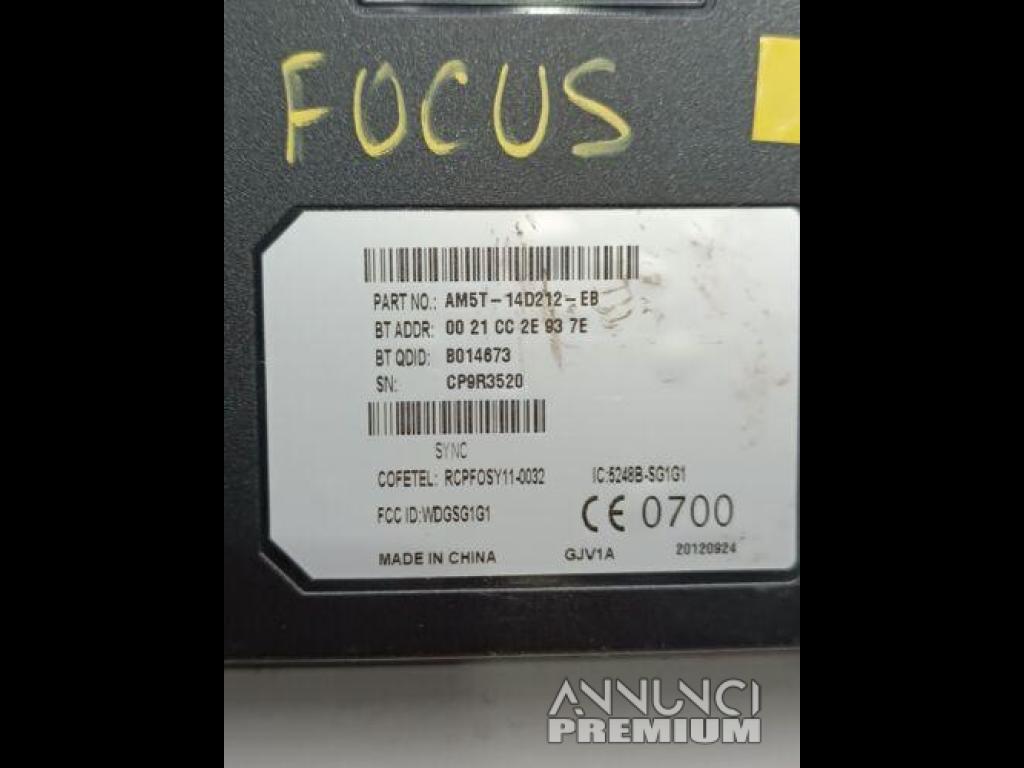 FOCUS
PART NO.: AM5T-14D212-EB
BT ADDR: 00 21 CC 2E 93 7E
BT QDID: B014673
SN: CP9R3520
SYNC
COFETEL: RCPFOSY11-0032 IC:5248B-SG1G1
FCC ID:WDGSG1G1 CE 0700
MADE IN CHINA GJV1A 20120924
ANNUNCI
PREMIUM